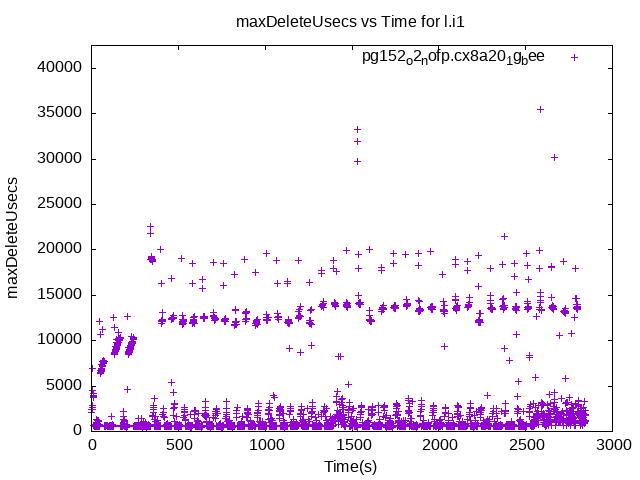 maxDeleteUsecs vs Time for l.i1
pg152_o2_nofp.cx8a20_1g_bee
40000
35000
30000
25000
20000
15000
10000
5000
0
maxDeleteUsecs
0 500 1000 1500 2000 2500 3000
Time(s)